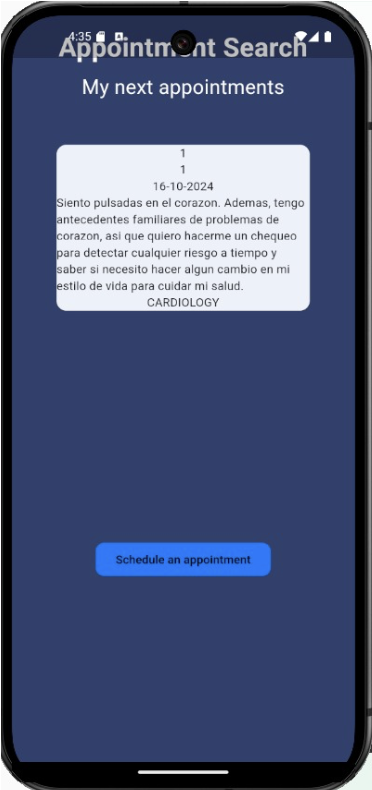 4:35
Appointment Search
My next appointments
1
1
16-10-2024
Siento pulsadas en el corazon. Ademas, tengo
antecedentes familiares de problemas de
corazon, asi que quiero hacerme un chequeo
para detectar cualquier riesgo a tiempo y
saber si necesito hacer algun cambio en mi
estilo de vida para cuidar mi salud.
CARDIOLOGY
Schedule an appointment